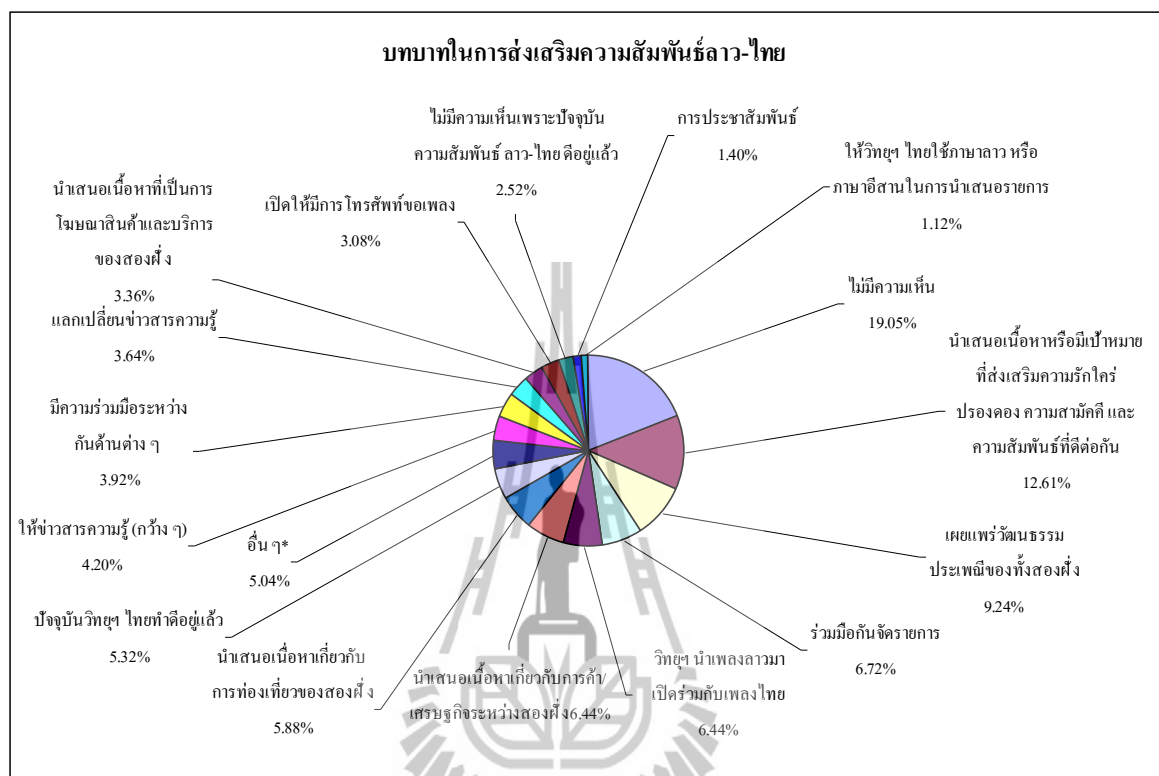 บทบาทในการส่งเสริมความสัมพันธ์ลาว-ไทย
ไม่มีความเห็นเพราะปัจจุบัน
ความสัมพันธ์ ลาว-ไทย ดีอยู่แล้ว
2.52%
การประชาสัมพันธ์
1.40%
ให้วิทยุฯ ไทยใช้ภาษาลาว หรือ
ภาษาอีสานในการนำเสนอรายการ
1.12%
ไม่มีความเห็น
19.05%
นำเสนอเนื้อหาหรือมีเป้าหมาย
ที่ส่งเสริมความรักใคร่
ปรองดอง ความสามัคคี และ
ความสัมพันธ์ที่ดีต่อกัน
12.61%
เผยแพร่วัฒนธรรม
ประเพณีของทั้งสองฝั่ง
9.24%
ร่วมมือกันจัดรายการ
6.72%
วิทยุฯ นำเพลงลาวมา
เปิดร่วมกับเพลงไทย
6.44%
นำเสนอเนื้อหาเกี่ยวกับการค้า/
เศรษฐกิจระหว่างสองฝั่ง6.44%
นำเสนอเนื้อหาเกี่ยวกับ
การท่องเที่ยวของสองฝั่ง
5.88%
ปัจจุบันวิทยุฯ ไทยทำดีอยู่แล้ว
5.32%
อื่น ๆ*
5.04%
ให้ข่าวสารความรู้ (กว้าง ๆ)
4.20%
มีความร่วมมือระหว่าง
กันด้านต่าง ๆ
3.92%
แลกเปลี่ยนข่าวสารความรู้
3.64%
นำเสนอเนื้อหาที่เป็นการ
โฆษณาสินค้าและบริการ
ของสองฝั่ง
3.36%
เปิดให้มีการโทรศัพท์ขอเพลง
3.08%